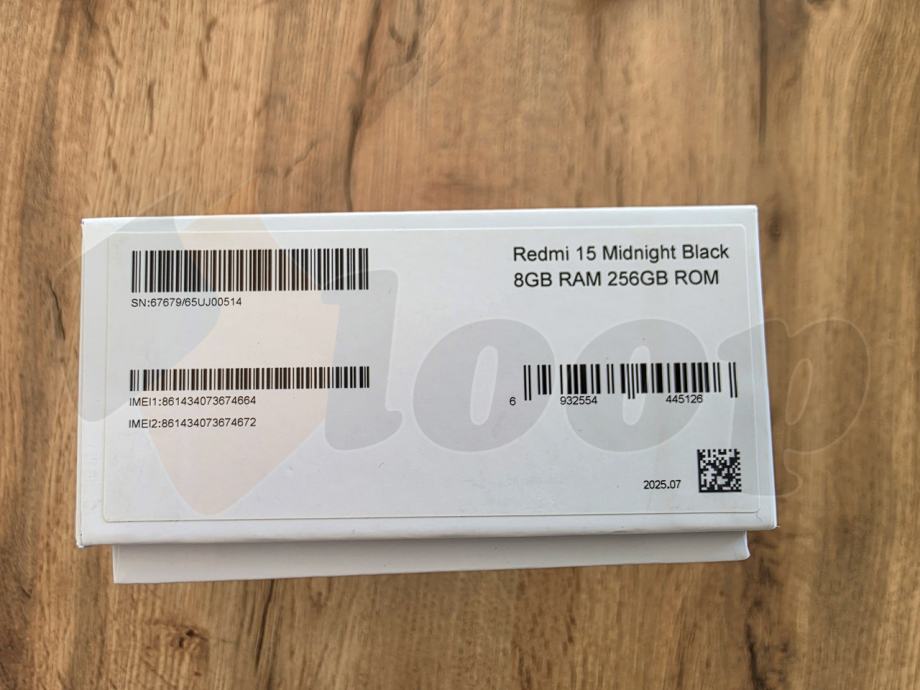 Redmi 15 Midnight Black
8GB RAM 256GB ROM
SN:67679/65UJ00514
IMEI1:861434073674664
IMEI2:861434073674672
6 932554 445126
2025.07
loop